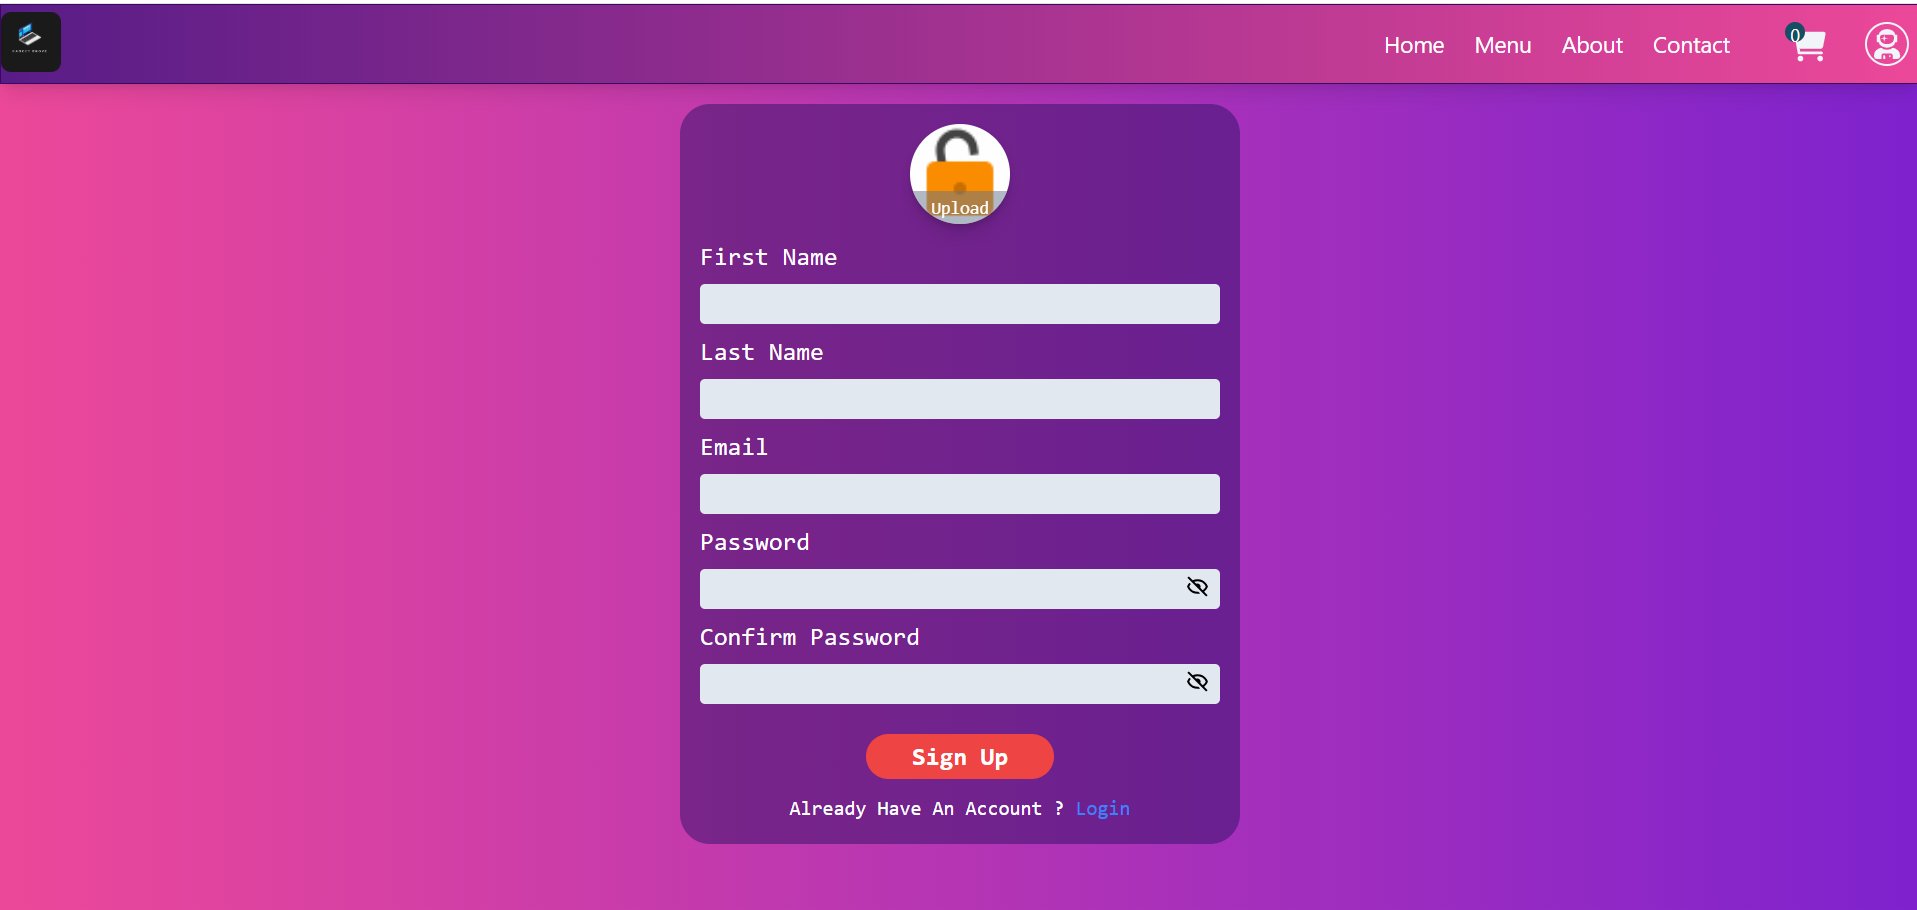 Home Menu About Contact 0
Upload
First Name
Last Name
Email
Password
Confirm Password
Sign Up
Already Have An Account ? Login